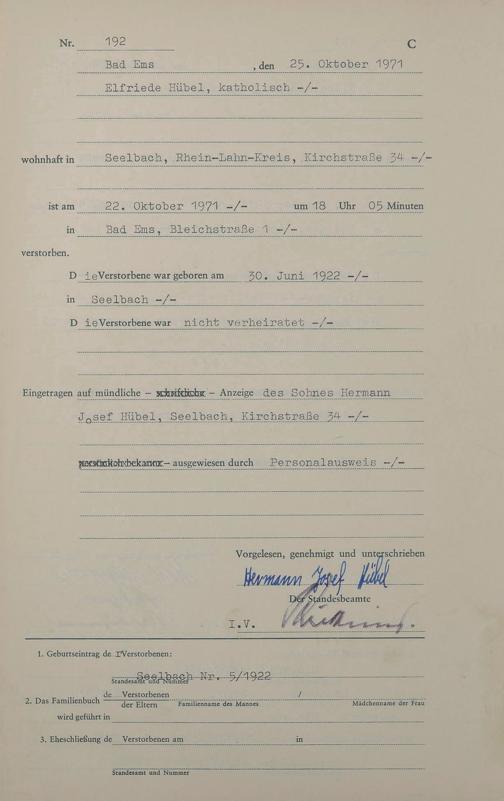 Nr. 192 C
Bad Ems , den 25. Oktober 1971
Elfriede Hübel, katholisch -/-
wohnhaft in Seelbach, Rhein-Lahn-Kreis, Kirchstraße 34 -/-
ist am 22. Oktober 1971 -/- um 18 Uhr 05 Minuten
in Bad Ems, Bleichstraße 1 -/-
verstorben.
D ie Verstorbene war geboren am 30. Juni 1922 -/-
in Seelbach -/-
D ie Verstorbene war nicht verheiratet -/-
Eingetragen auf mündliche – schriftliche – Anzeige des Sohnes Hermann
Josef Hübel, Seelbach, Kirchstraße 34 -/-
persönlich bekannt – ausgewiesen durch Personalausweis -/-
Vorgelesen, genehmigt und unterschrieben
Hermann Josef Hübel
Der Standesbeamte
I.V.
1. Geburtseintrag de r Verstorbenen:
Seelbach Nr. 5/1922
Standesamt und Nummer
de Verstorbenen /
2. Das Familienbuch der Eltern Familienname des Mannes Mädchenname der Frau
wird geführt in
3. Eheschließung de Verstorbenen am in
Standesamt und Nummer